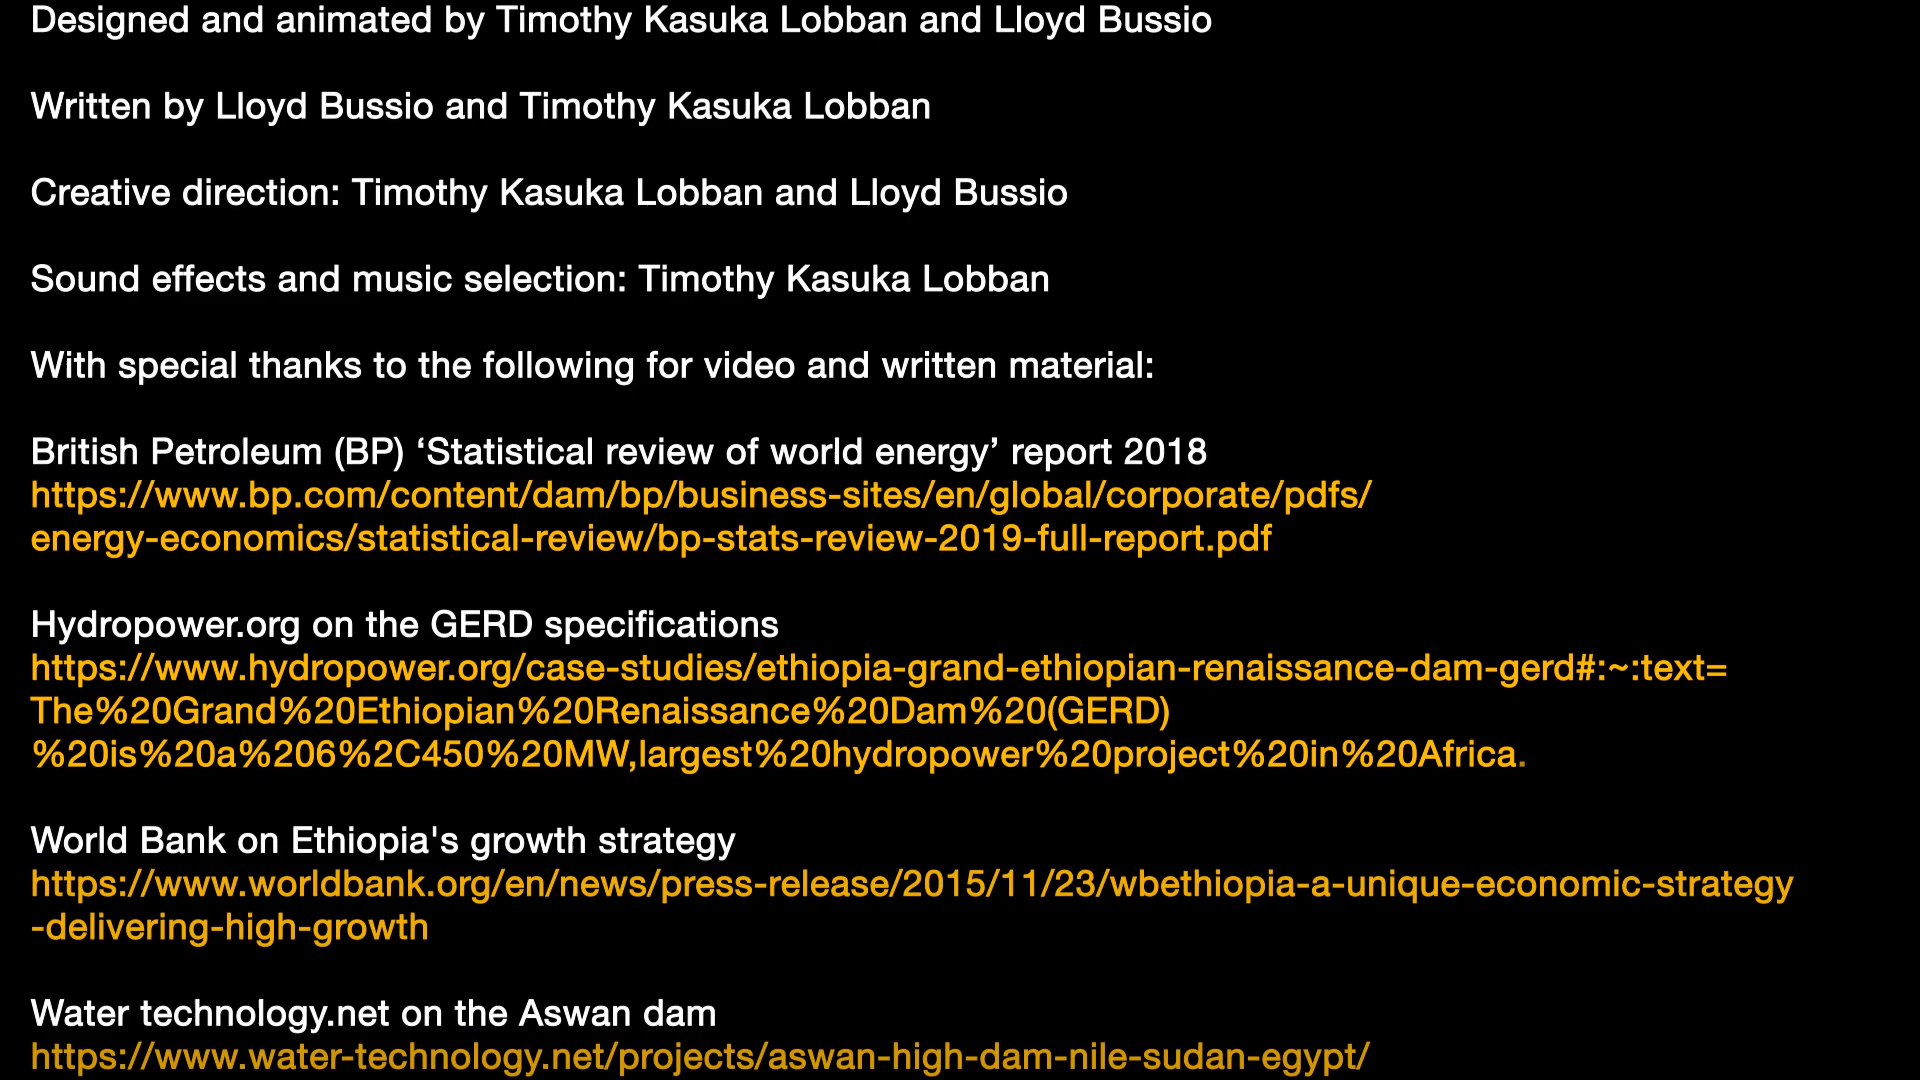 Designed and animated by Timothy Kasuka Lobban and Lloyd Bussio
Written by Lloyd Bussio and Timothy Kasuka Lobban
Creative direction: Timothy Kasuka Lobban and Lloyd Bussio
Sound effects and music selection: Timothy Kasuka Lobban
With special thanks to the following for video and written material:
British Petroleum (BP) ‘Statistical review of world energy’ report 2018
https://www.bp.com/content/dam/bp/business-sites/en/global/corporate/pdfs/
energy-economics/statistical-review/bp-stats-review-2019-full-report.pdf
Hydropower.org on the GERD specifications
https://www.hydropower.org/case-studies/ethiopia-grand-ethiopian-renaissance-dam-gerd#:~:text=
The%20Grand%20Ethiopian%20Renaissance%20Dam%20(GERD)
%20is%20a%206%2C450%20MW,largest%20hydropower%20project%20in%20Africa.
World Bank on Ethiopia's growth strategy
https://www.worldbank.org/en/news/press-release/2015/11/23/wbethiopia-a-unique-economic-strategy
-delivering-high-growth
Water technology.net on the Aswan dam
https://www.water-technology.net/projects/aswan-high-dam-nile-sudan-egypt/